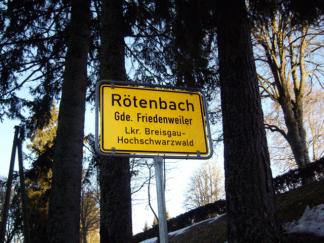 Rötenbach
Gde. Friedenweiler
Lkr. Breisgau-
Hochschwarzwald